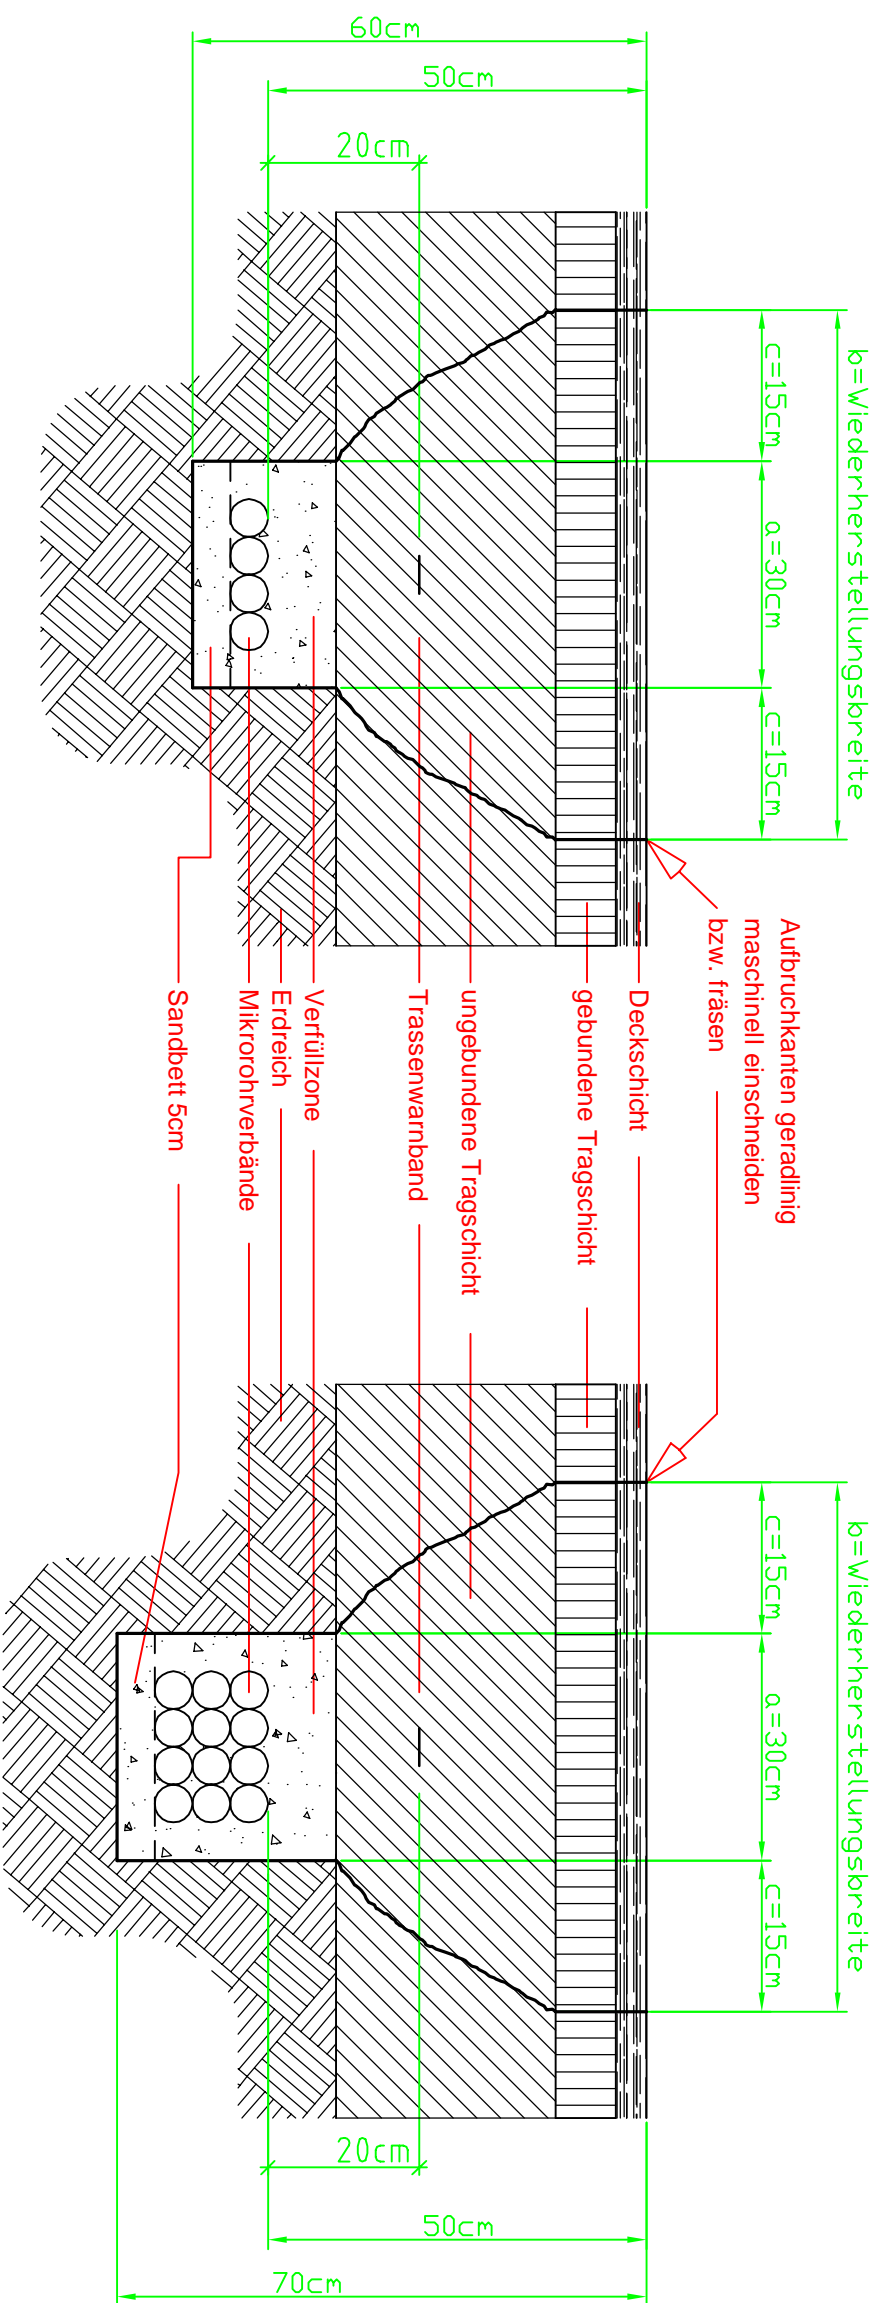 b=Wiederherstellungsbreite
c=15cm
a=30cm
c=15cm
b=Wiederherstellungsbreite
c=15cm
a=30cm
c=15cm
Aufbruchkanten geradlinig
maschinell einschneiden
bzw. fräsen
Deckschicht
gebundene Tragschicht
ungebundene Tragschicht
Trassenwarnband
Verfüllzone
Erdreich
Mikrorohrverbände
Sandbett 5cm
60cm
50cm
20cm
20cm
50cm
70cm